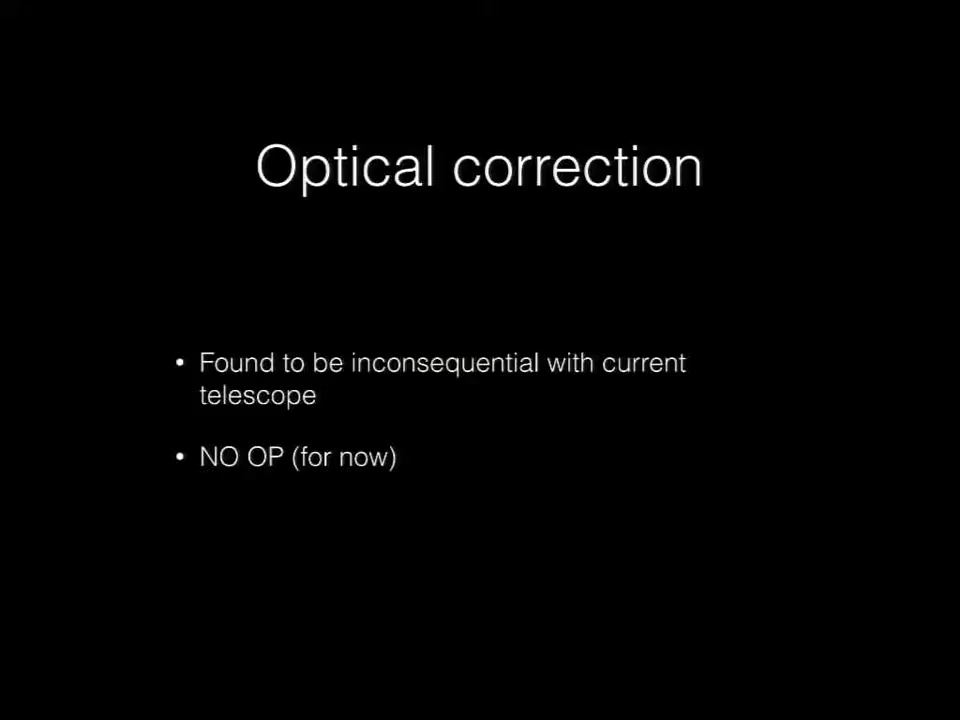 Optical correction
• Found to be inconsequential with current
telescope
• NO OP (for now)